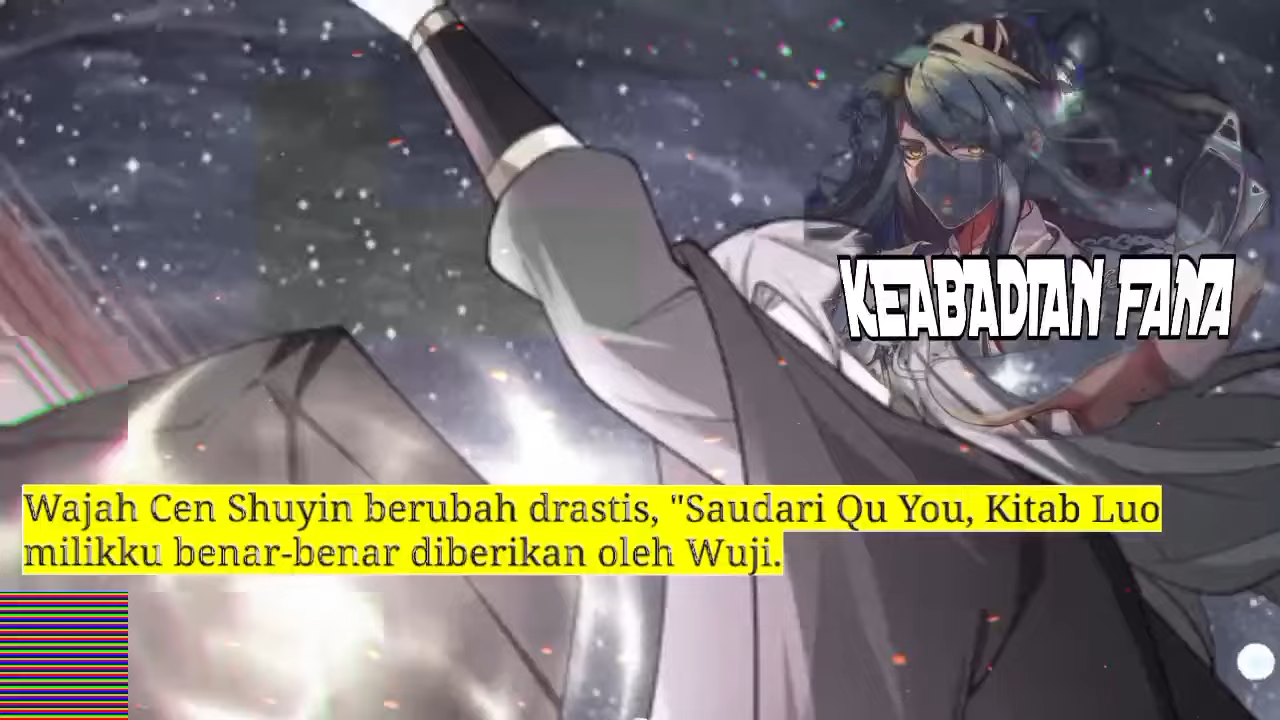 KEABADIAN FANA
Wajah Cen Shuyin berubah drastis, "Saudari Qu You, Kitab Luo
milikku benar-benar diberikan oleh Wuji.